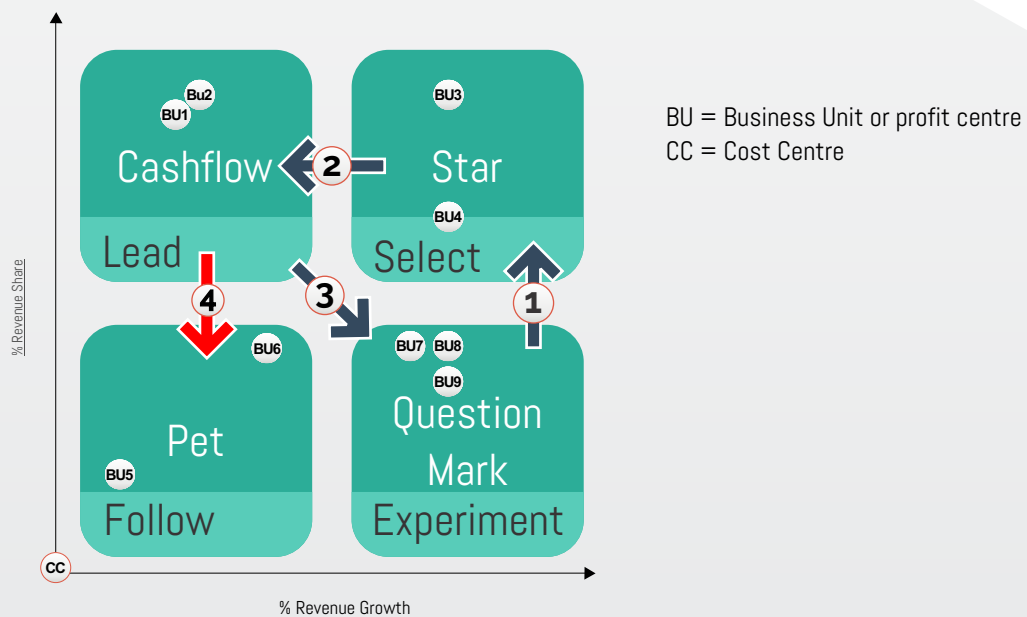 Bu2
BU1
Cashflow
Lead
BU3
Star
BU4
Select
2
3
4
1
BU6
Pet
BU5
Follow
BU7
BU8
BU9
Question
Mark
Experiment
% Revenue Share
CC
% Revenue Growth
BU = Business Unit or profit centre
CC = Cost Centre